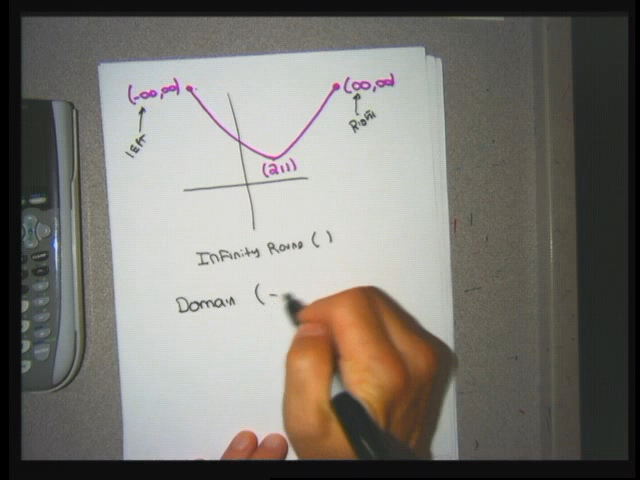 (-∞,∞) (∞,∞)
LEFT RIGHT
(2,1)
Infinity Round ( )
Domain (-